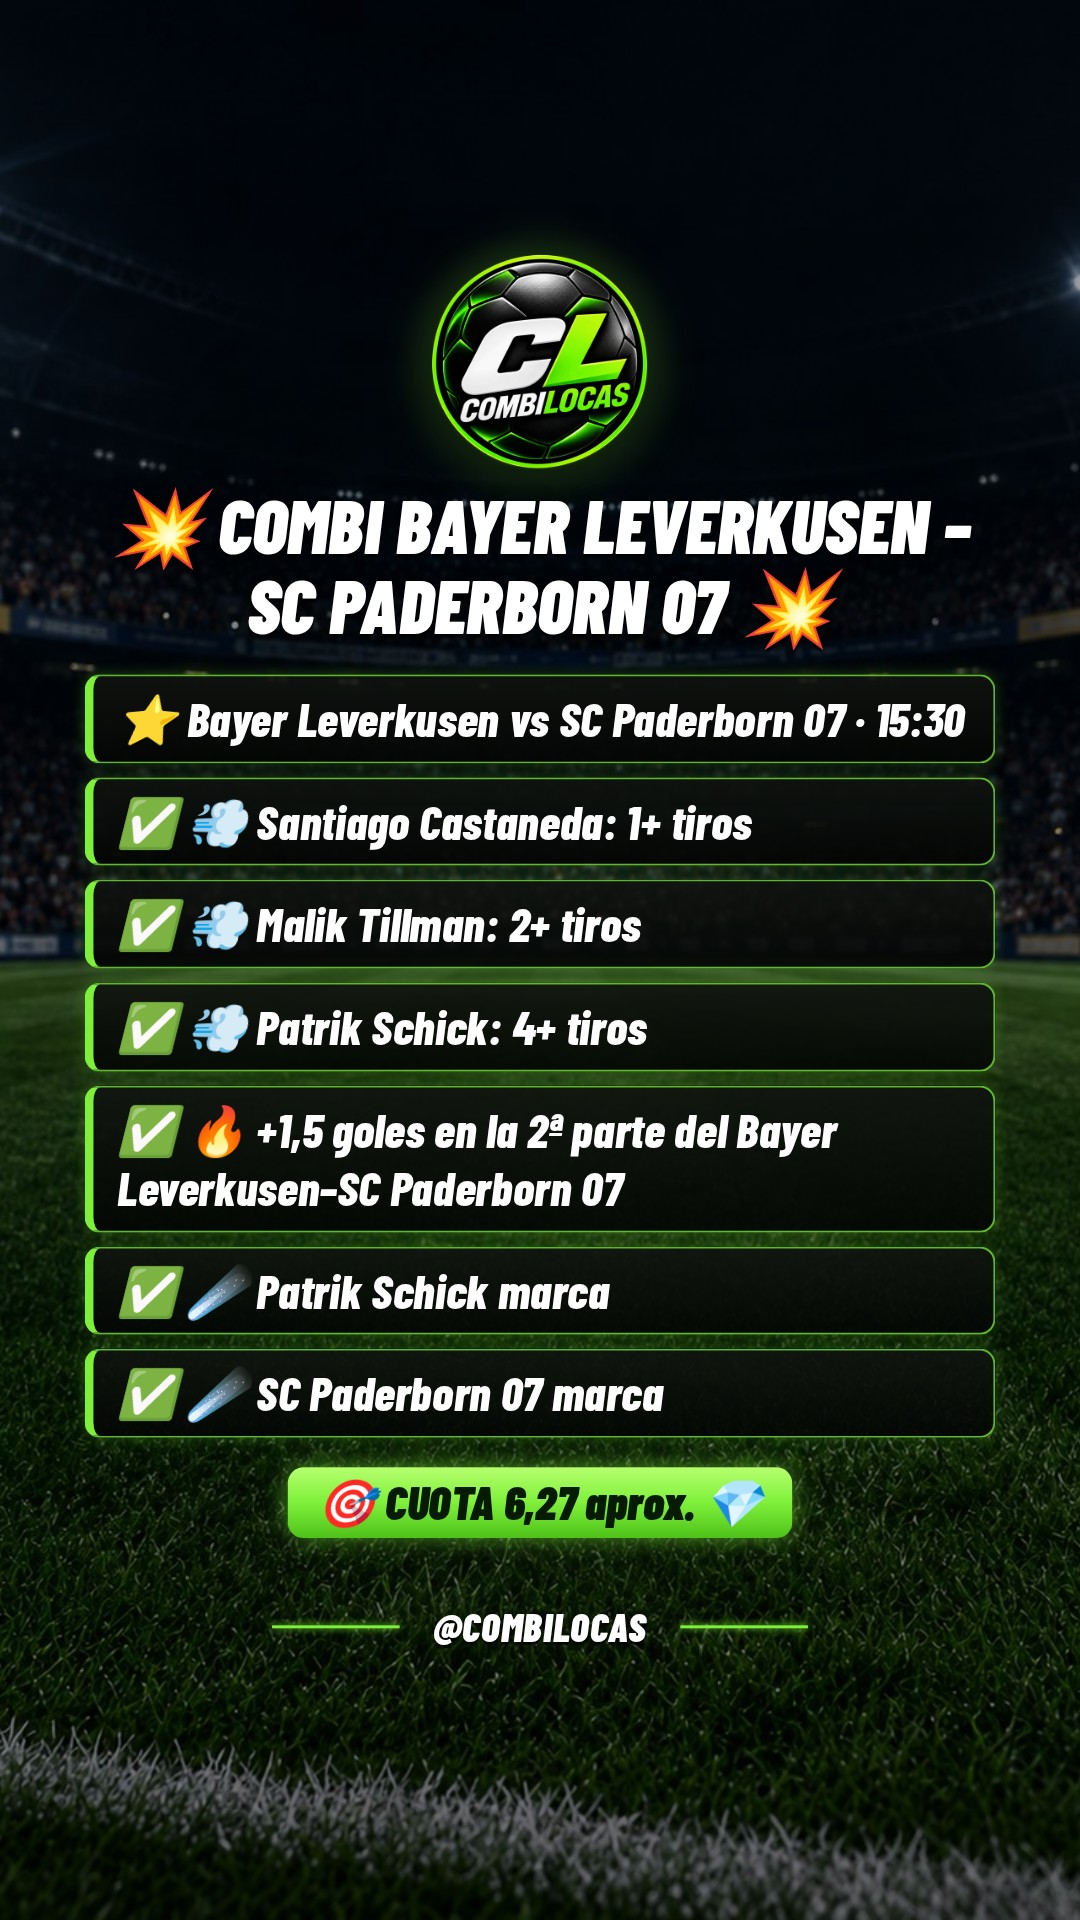 CL
COMBILOCAS
💥 COMBI BAYER LEVERKUSEN –
SC PADERBORN 07 💥
⭐ Bayer Leverkusen vs SC Paderborn 07 · 15:30
✅ 💨 Santiago Castaneda: 1+ tiros
✅ 💨 Malik Tillman: 2+ tiros
✅ 💨 Patrik Schick: 4+ tiros
✅ 🔥 +1,5 goles en la 2ª parte del Bayer
Leverkusen–SC Paderborn 07
✅ ☄️ Patrik Schick marca
✅ ☄️ SC Paderborn 07 marca
🎯 CUOTA 6,27 aprox. 💎
@COMBILOCAS